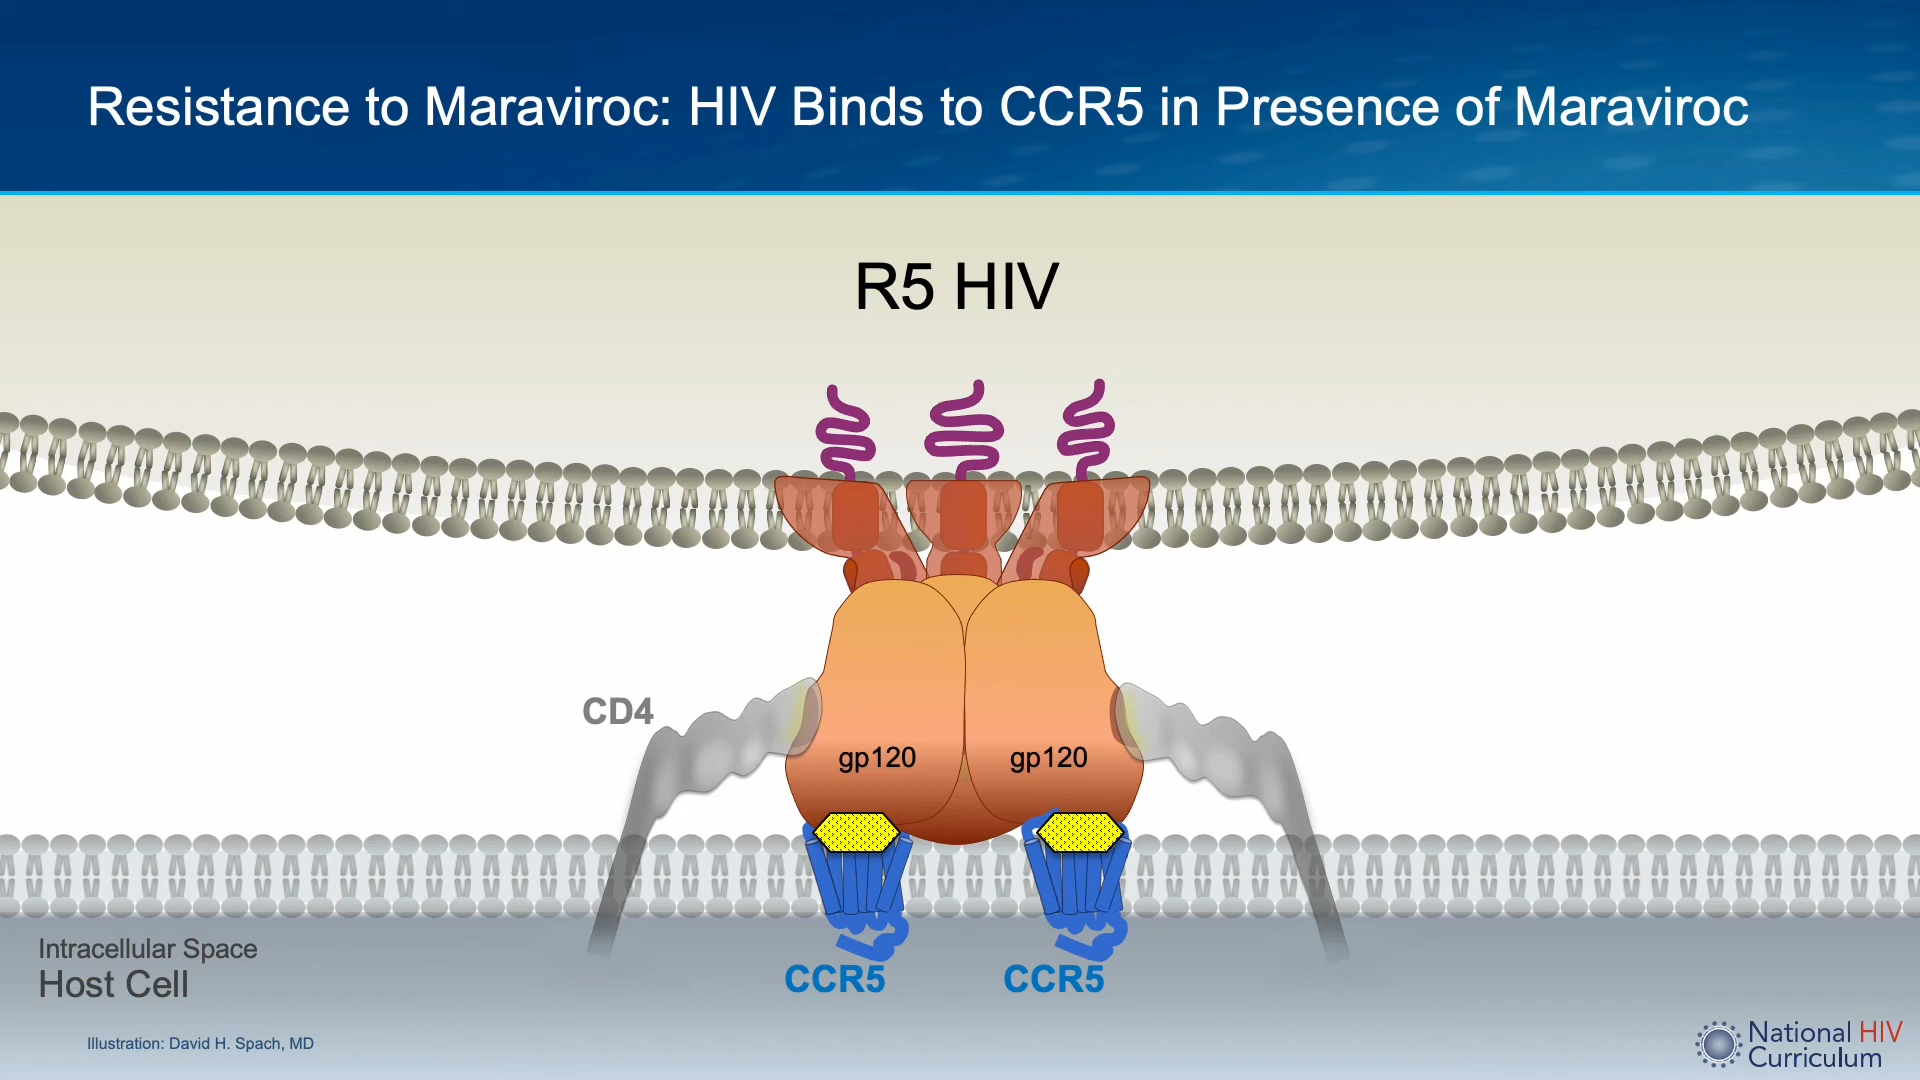 Resistance to Maraviroc: HIV Binds to CCR5 in Presence of Maraviroc
R5 HIV
CD4
gp120 gp120
Intracellular Space
Host Cell
CCR5 CCR5
Illustration: David H. Spach, MD
National HIV
Curriculum